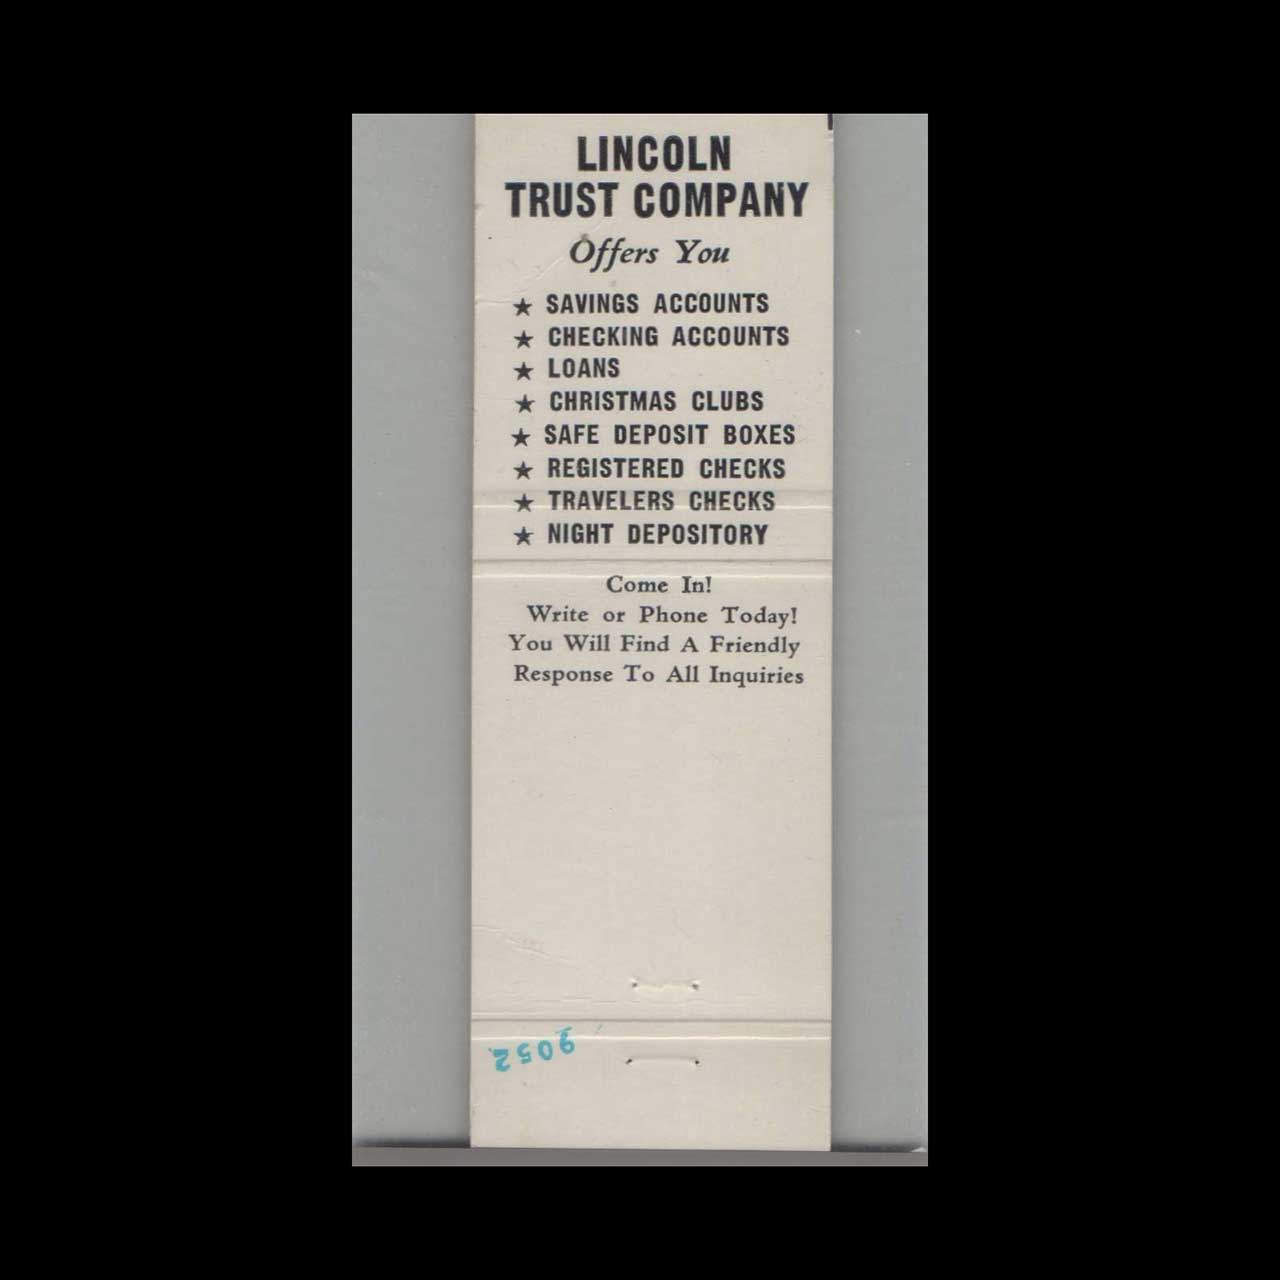 LINCOLN
TRUST COMPANY
Offers You
★ SAVINGS ACCOUNTS
★ CHECKING ACCOUNTS
★ LOANS
★ CHRISTMAS CLUBS
★ SAFE DEPOSIT BOXES
★ REGISTERED CHECKS
★ TRAVELERS CHECKS
★ NIGHT DEPOSITORY
Come In!
Write or Phone Today!
You Will Find A Friendly
Response To All Inquiries